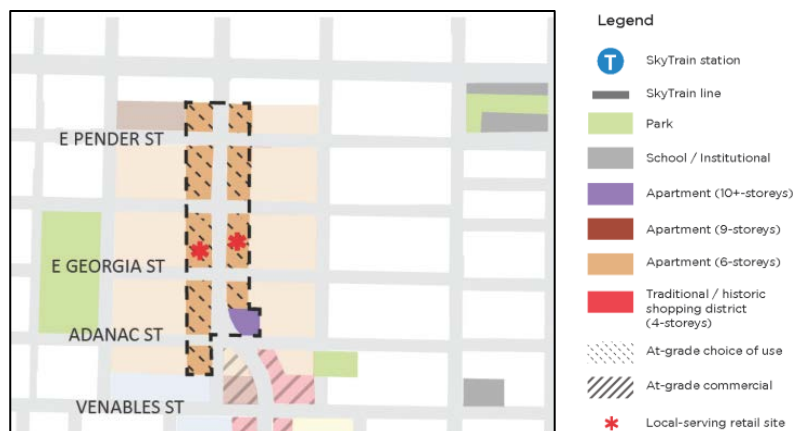 E PENDER ST
E GEORGIA ST
ADANAC ST
VENABLES ST
Legend
T
SkyTrain station
SkyTrain line
Park
School / Institutional
Apartment (10+-storeys)
Apartment (9-storeys)
Apartment (6-storeys)
Traditional / historic
shopping district
(4-storeys)
At-grade choice of use
At-grade commercial
Local-serving retail site